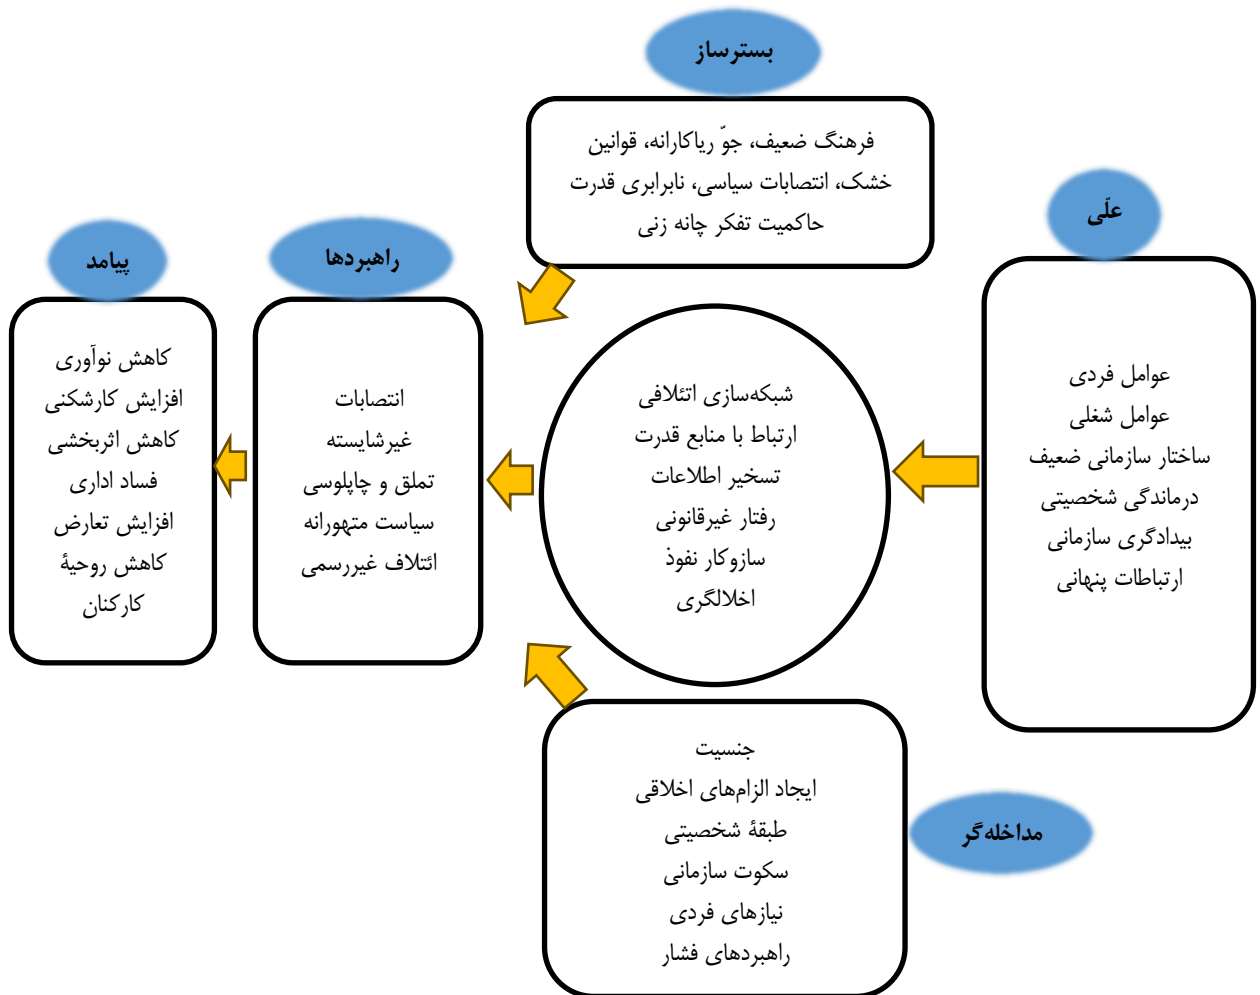 بسترساز
فرهنگ ضعیف، جوّ ریاکارانه، قوانین
خشک، انتصابات سیاسی، نابرابری قدرت
حاکمیت تفکر چانه زنی
علّی
عوامل فردی
عوامل شغلی
ساختار سازمانی ضعیف
درماندگی شخصیتی
بیدادگری سازمانی
ارتباطات پنهانی
شبکه‌سازی اتئلافی
ارتباط با منابع قدرت
تسخیر اطلاعات
رفتار غیرقانونی
سازوکار نفوذ
اخلالگری
راهبردها
انتصابات
غیرشایسته
تملق و چاپلوسی
سیاست متهورانه
ائتلاف غیررسمی
پیامد
کاهش نوآوری
افزایش کارشکنی
کاهش اثربخشی
فساد اداری
افزایش تعارض
کاهش روحیۀ
کارکنان
مداخله‌گر
جنسیت
ایجاد الزام‌های اخلاقی
طبقۀ شخصیتی
سکوت سازمانی
نیازهای فردی
راهبردهای فشار